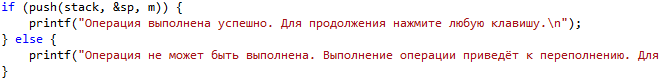 if (push(stack, &sp, m)) {
    printf("Операция выполнена успешно. Для продолжения нажмите любую клавишу.\n");
} else {
    printf("Операция не может быть выполнена. Выполнение операции приведёт к переполнению. Для
}